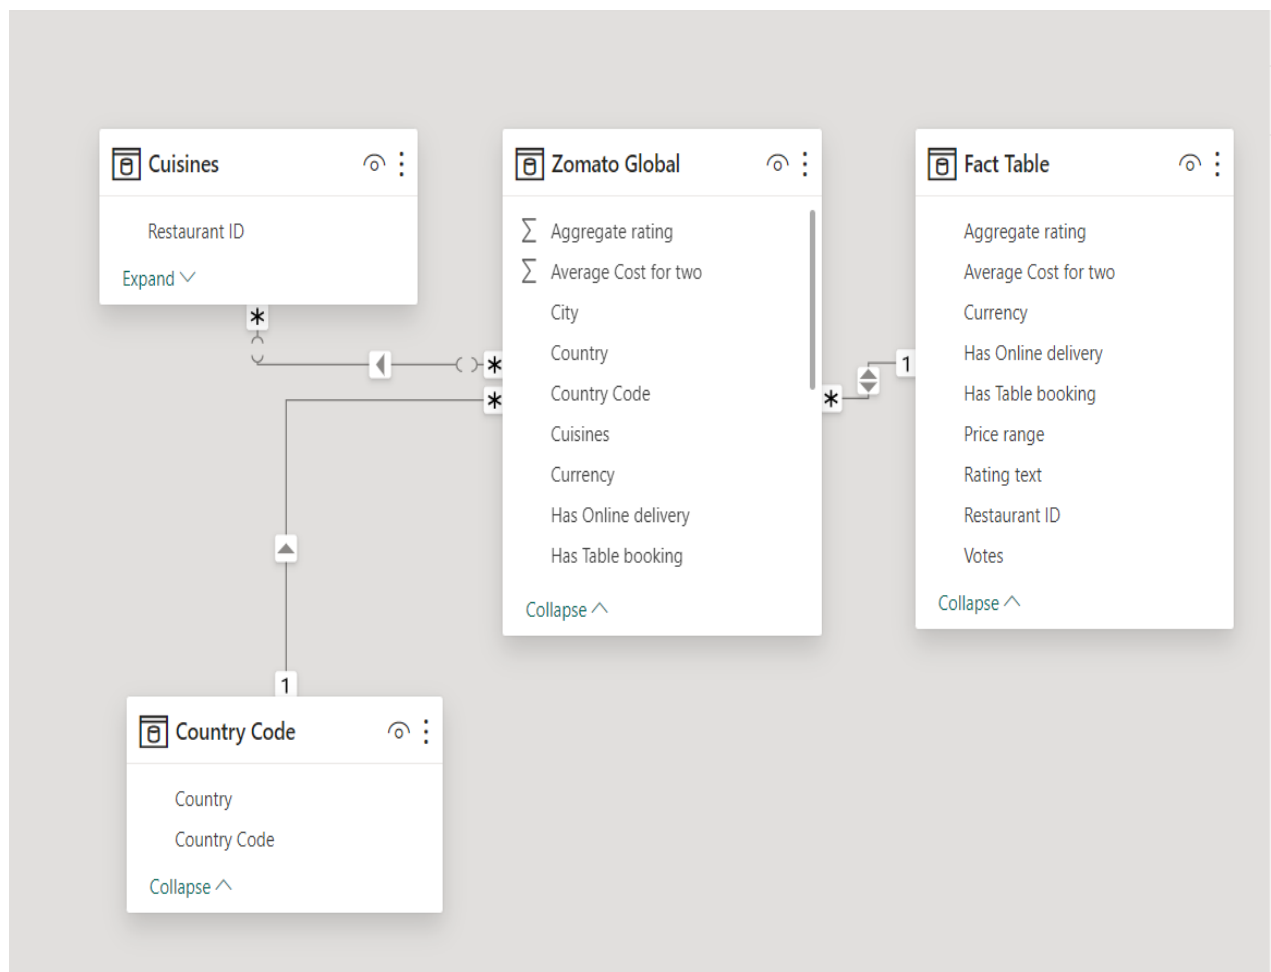 Cuisines
Restaurant ID
Expand
*
*
*
Zomato Global
Aggregate rating
Average Cost for two
City
Country
Country Code
Cuisines
Currency
Has Online delivery
Has Table booking
Collapse
*
1
Fact Table
Aggregate rating
Average Cost for two
Currency
Has Online delivery
Has Table booking
Price range
Rating text
Restaurant ID
Votes
Collapse
1
Country Code
Country
Country Code
Collapse